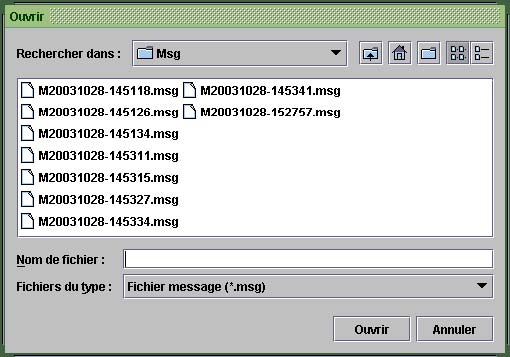 Ouvrir
Rechercher dans : Msg
M20031028-145118.msg M20031028-145341.msg
M20031028-145126.msg M20031028-152757.msg
M20031028-145134.msg
M20031028-145311.msg
M20031028-145315.msg
M20031028-145327.msg
M20031028-145334.msg
Nom de fichier :
Fichiers du type : Fichier message (*.msg)
Ouvrir Annuler